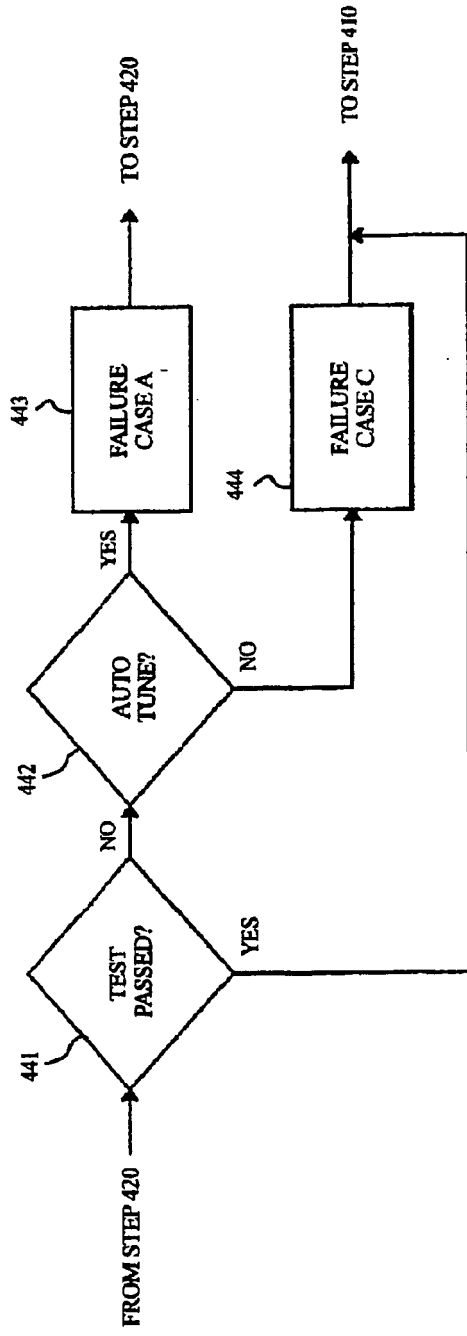 FROM STEP 420
441
TEST
PASSED?
NO
YES
442
AUTO
TUNE?
YES
NO
443
FAILURE
CASE A
TO STEP 420
444
FAILURE
CASE C
TO STEP 410